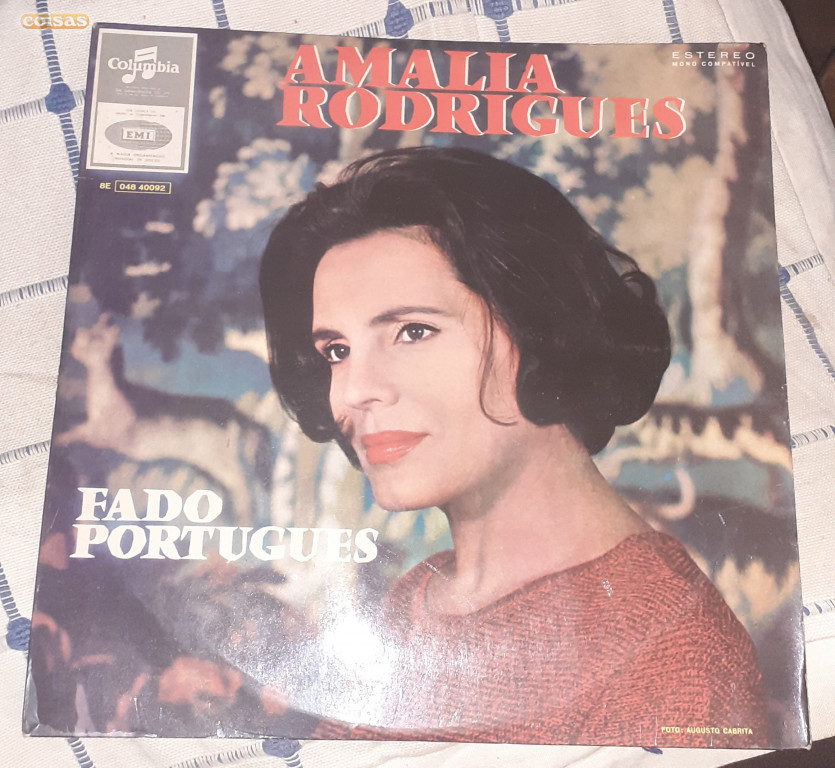 coisas
Columbia
EMI
8E 048 40092
AMALIA
RODRIGUES
ESTEREO
MONO COMPATÍVEL
FADO
PORTUGUES
FOTO: AUGUSTO CABRITA